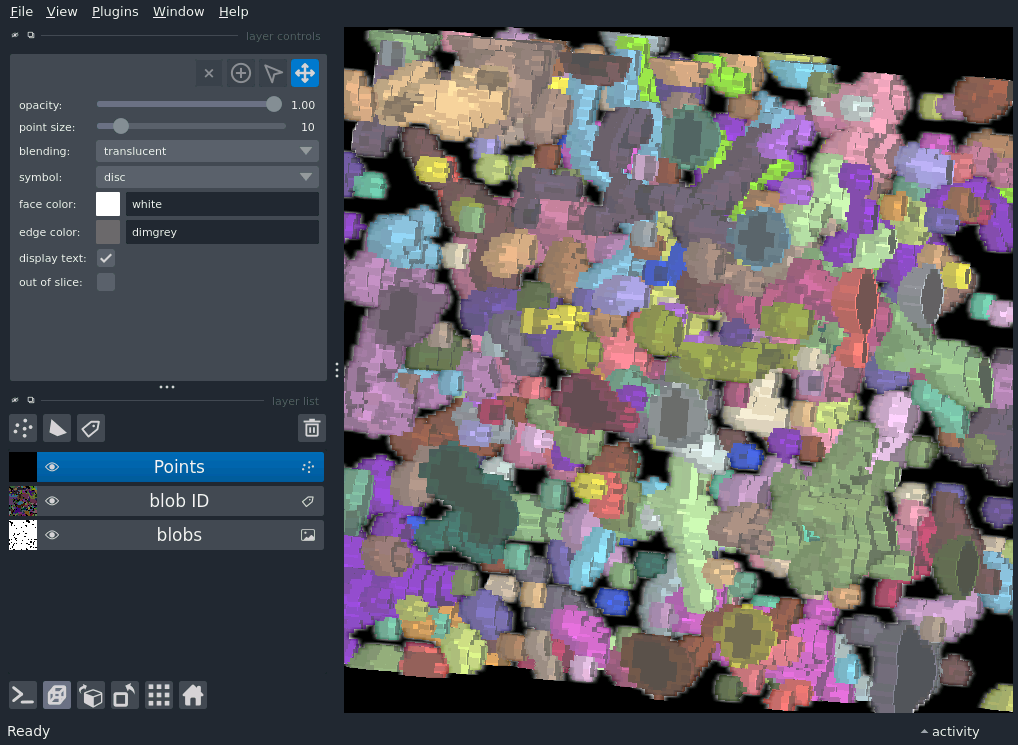 File View Plugins Window Help
layer controls
opacity: 1.00
point size: 10
blending: translucent
symbol: disc
face color: white
edge color: dimgrey
display text:
out of slice:
layer list
Points
blob ID
blobs
Ready
activity